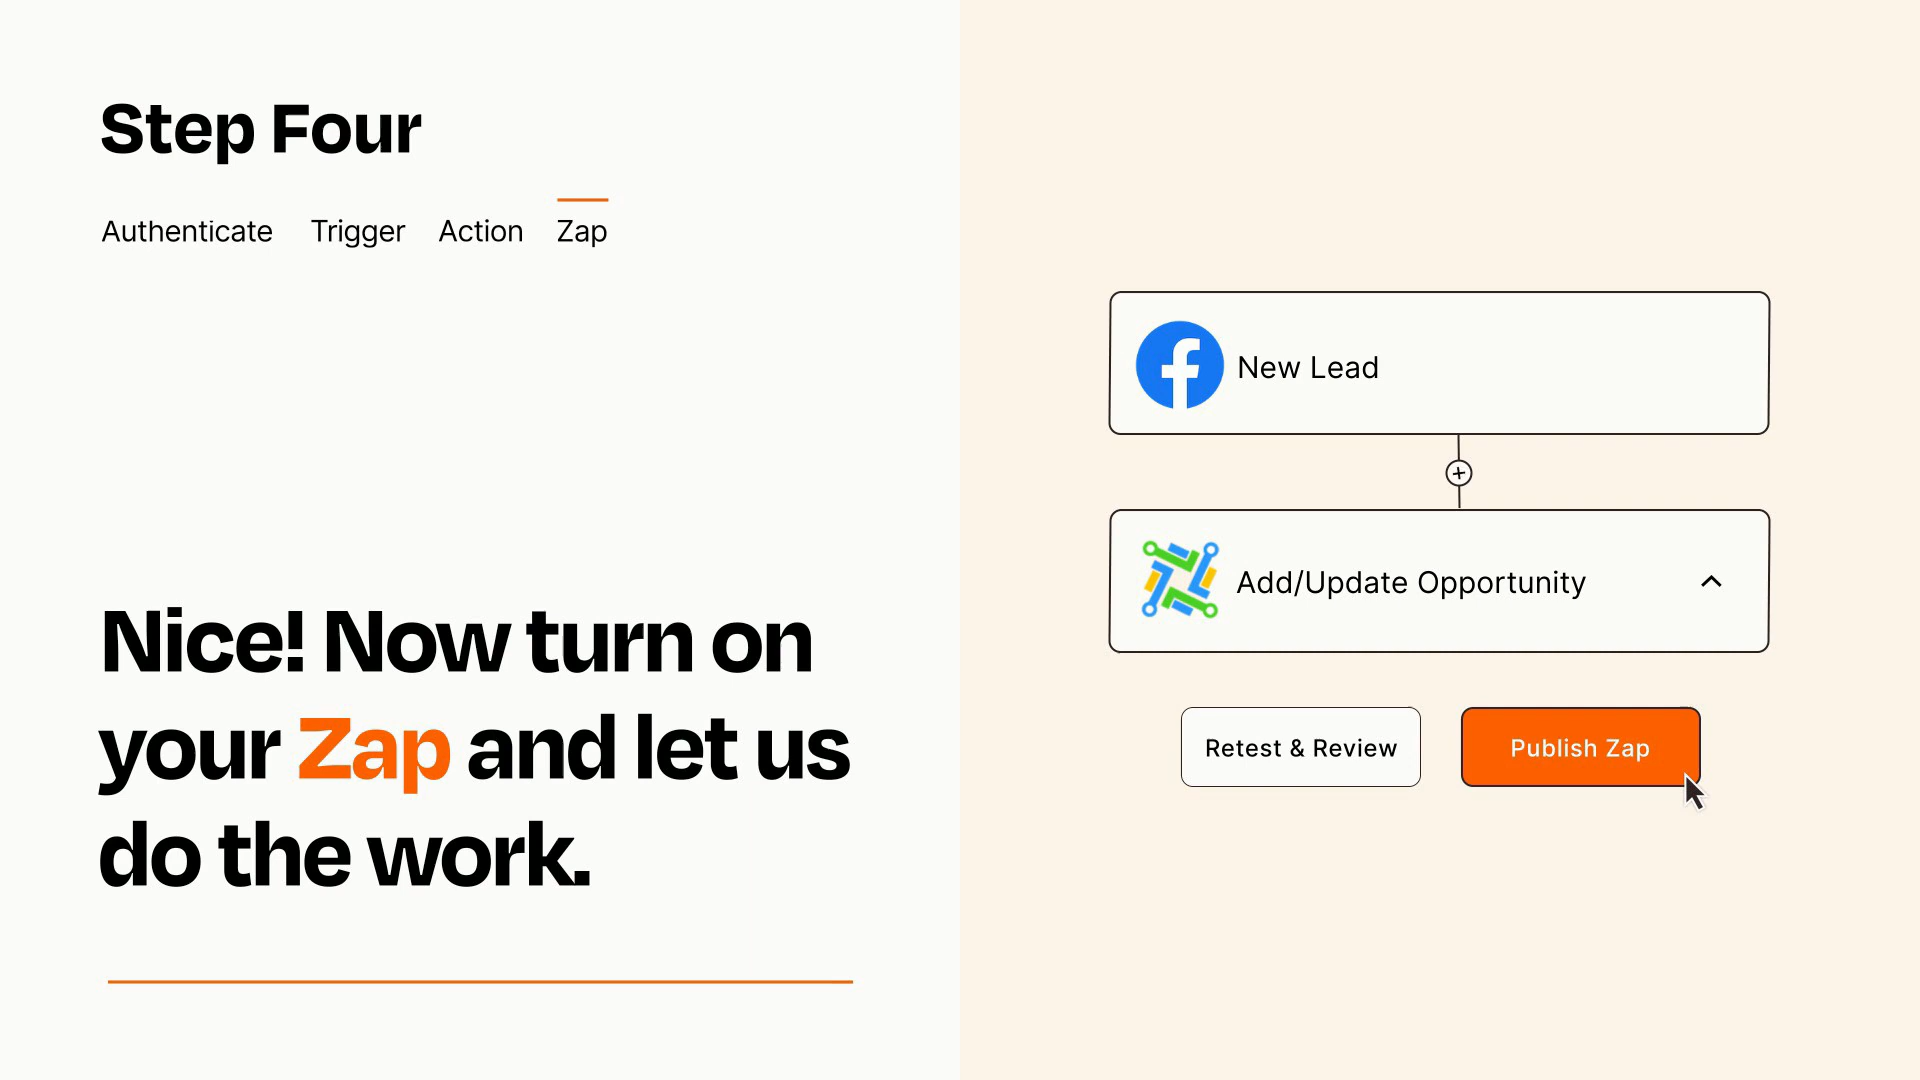 Step Four
Authenticate Trigger Action Zap
Nice! Now turn on
your Zap and let us
do the work.
New Lead
Add/Update Opportunity
Retest & Review
Publish Zap